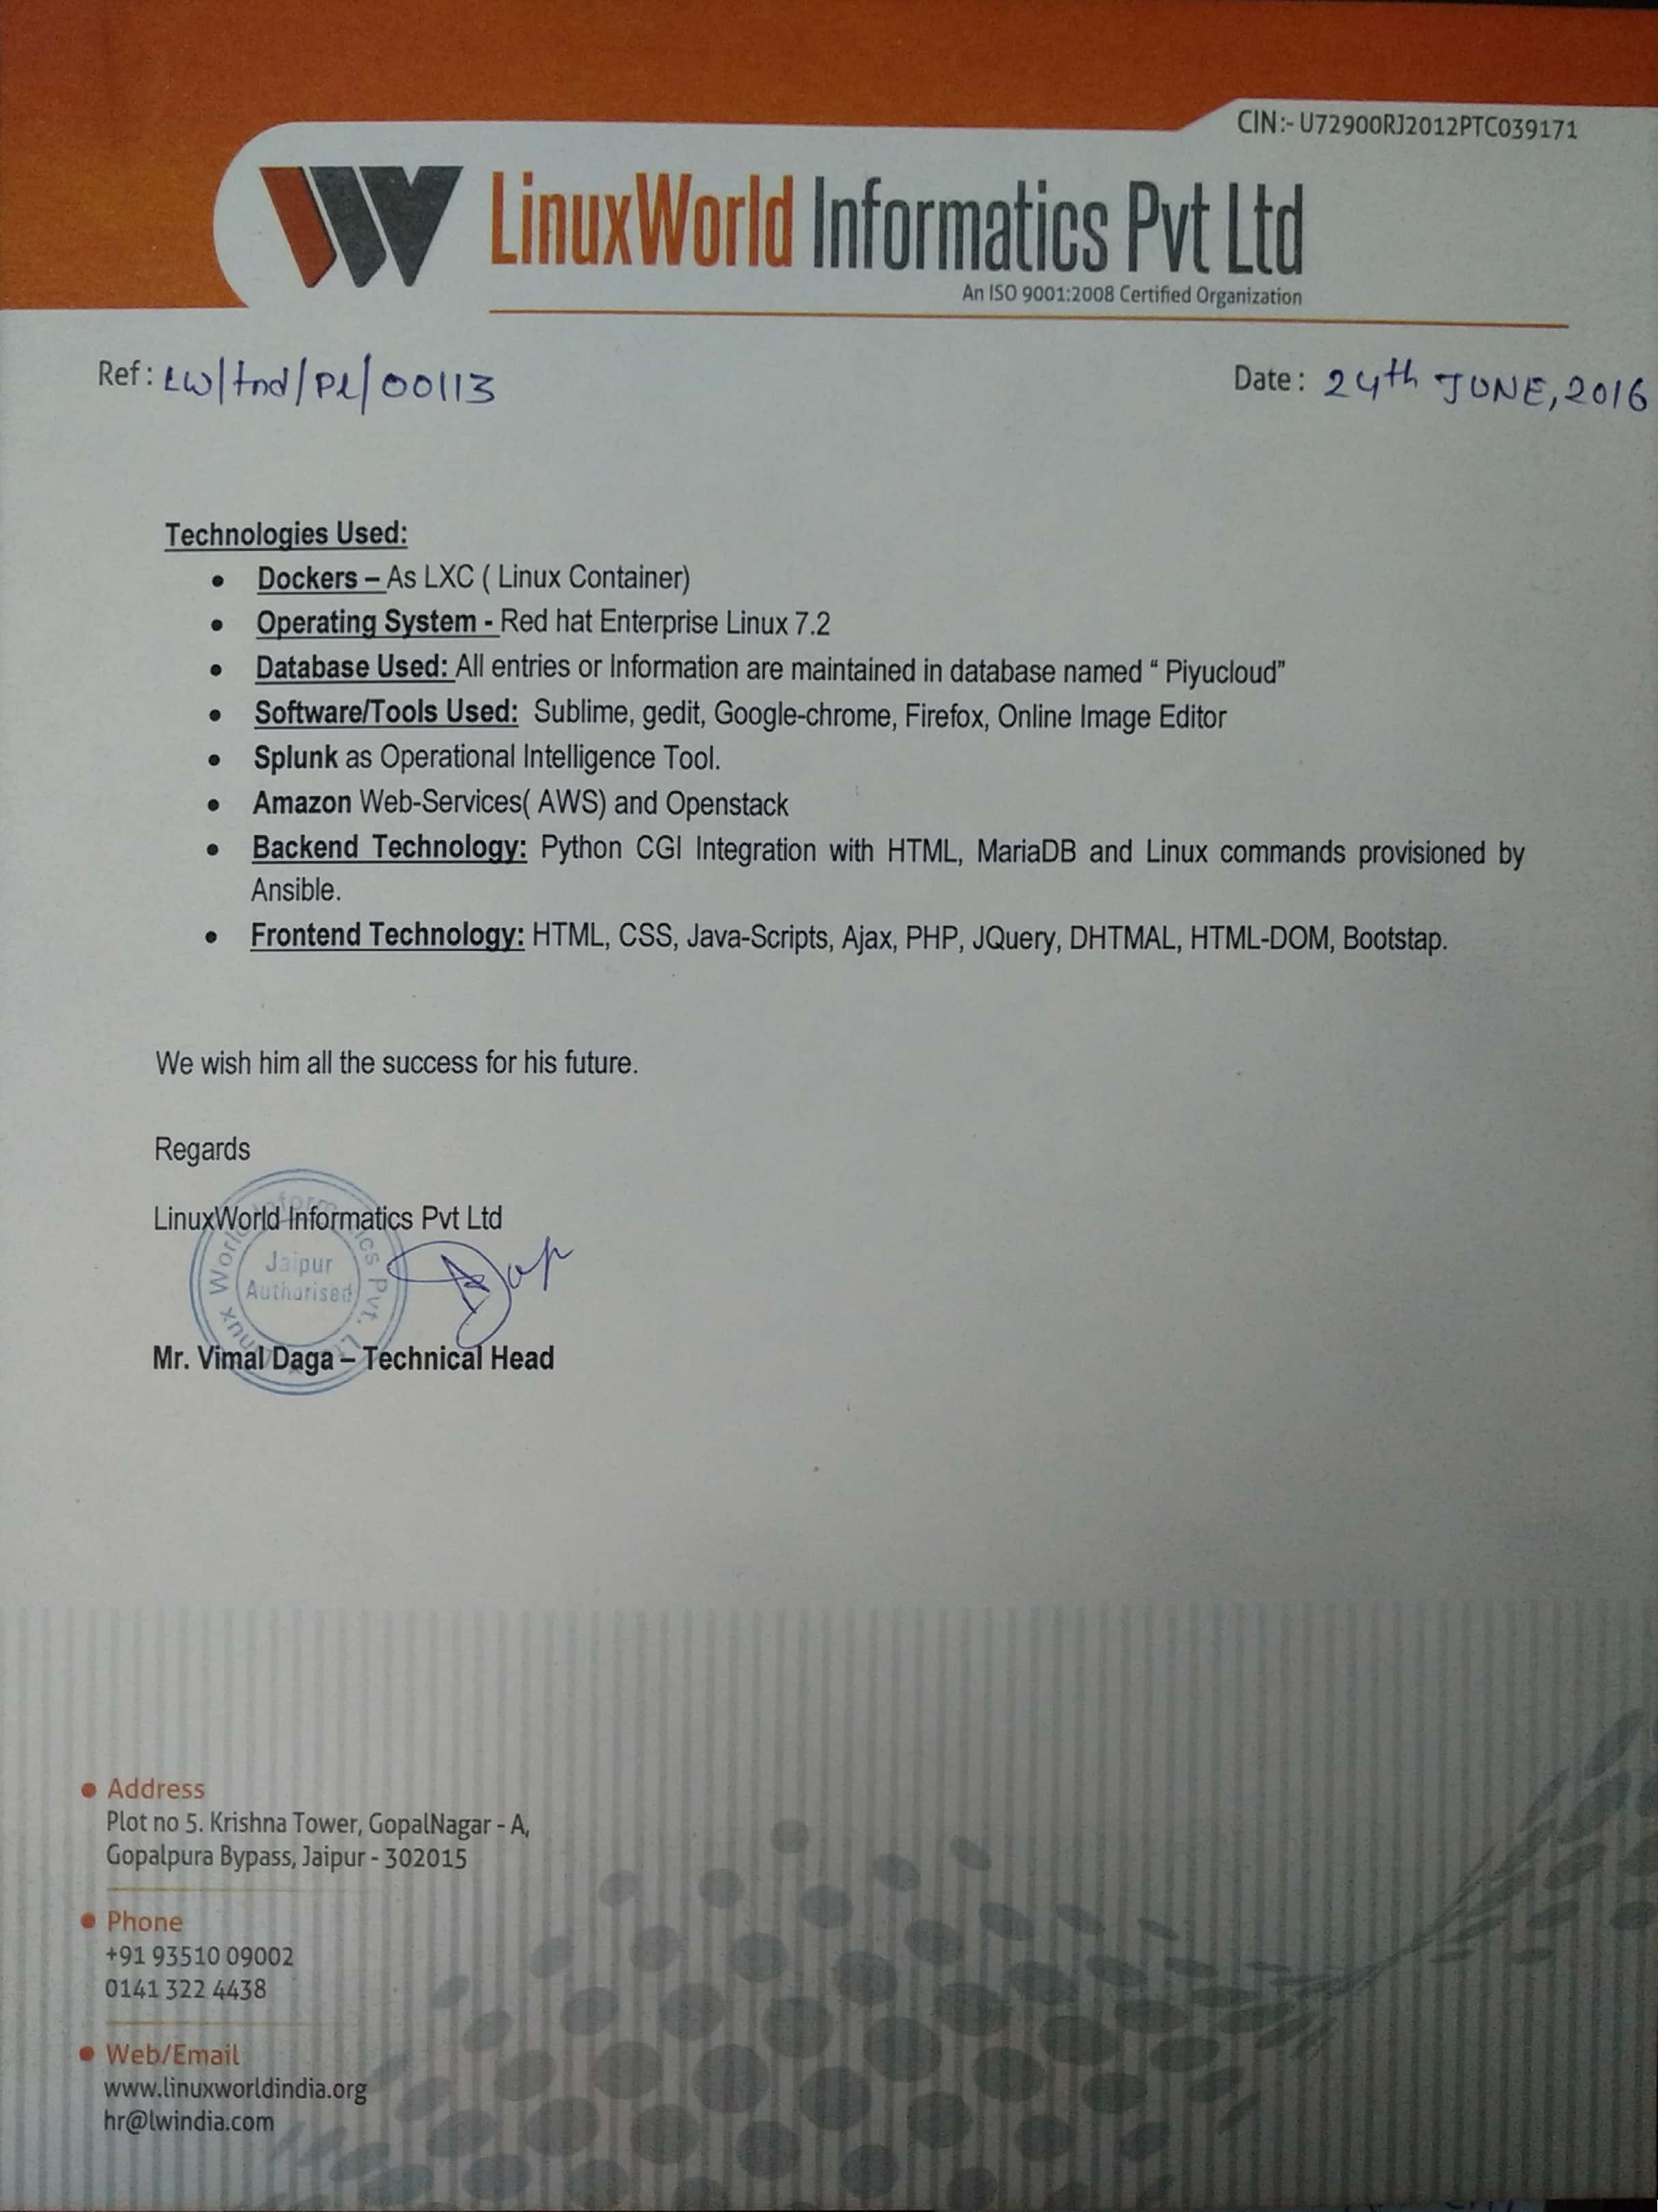 CIN:- U72900RJ2012PTC039171
LinuxWorld Informatics Pvt Ltd
An ISO 9001:2008 Certified Organization
Ref: LW/Ind/PL/00113
Date: 24th JUNE, 2016
Technologies Used:
• Dockers – As LXC ( Linux Container)
• Operating System - Red hat Enterprise Linux 7.2
• Database Used: All entries or Information are maintained in database named “ Piyucloud”
• Software/Tools Used: Sublime, gedit, Google-chrome, Firefox, Online Image Editor
• Splunk as Operational Intelligence Tool.
• Amazon Web-Services( AWS) and Openstack
• Backend Technology: Python CGI Integration with HTML, MariaDB and Linux commands provisioned by
Ansible.
• Frontend Technology: HTML, CSS, Java-Scripts, Ajax, PHP, JQuery, DHTMAL, HTML-DOM, Bootstap.
We wish him all the success for his future.
Regards
LinuxWorld Informatics Pvt Ltd
Linux World Informatics Pvt. Ltd.
Jaipur
Authorised
Mr. Vimal Daga – Technical Head
• Address
Plot no 5. Krishna Tower, GopalNagar - A,
Gopalpura Bypass, Jaipur - 302015
• Phone
+91 93510 09002
0141 322 4438
• Web/Email
www.linuxworldindia.org
hr@lwindia.com